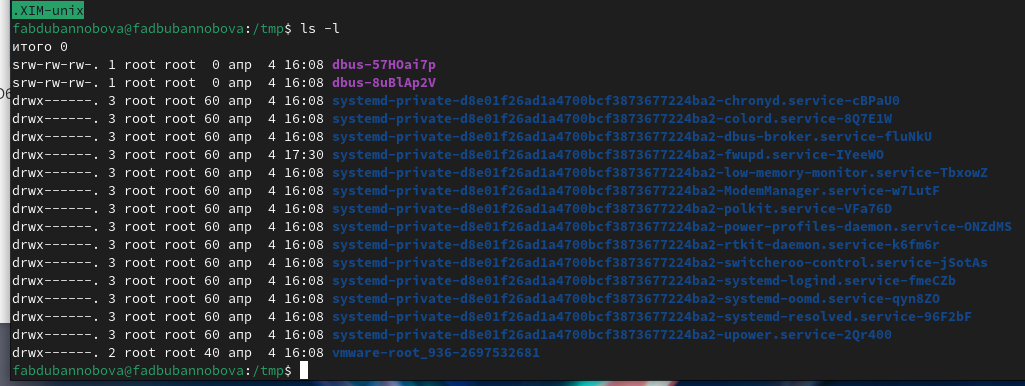 .XIM-unix
fabdubannobova@fadbubannobova:/tmp$ ls -l
итого 0
srw-rw-rw-. 1 root root  0 апр  4 16:08 dbus-57HOai7p
srw-rw-rw-. 1 root root  0 апр  4 16:08 dbus-8uBlAp2V
drwx------. 3 root root 60 апр  4 16:08 systemd-private-d8e01f26ad1a4700bcf3873677224ba2-chronyd.service-cBPaU0
drwx------. 3 root root 60 апр  4 16:08 systemd-private-d8e01f26ad1a4700bcf3873677224ba2-colord.service-8Q7E1W
drwx------. 3 root root 60 апр  4 16:08 systemd-private-d8e01f26ad1a4700bcf3873677224ba2-dbus-broker.service-fluNkU
drwx------. 3 root root 60 апр  4 17:30 systemd-private-d8e01f26ad1a4700bcf3873677224ba2-fwupd.service-IYeeWO
drwx------. 3 root root 60 апр  4 16:08 systemd-private-d8e01f26ad1a4700bcf3873677224ba2-low-memory-monitor.service-TbxowZ
drwx------. 3 root root 60 апр  4 16:08 systemd-private-d8e01f26ad1a4700bcf3873677224ba2-ModemManager.service-w7LutF
drwx------. 3 root root 60 апр  4 16:08 systemd-private-d8e01f26ad1a4700bcf3873677224ba2-polkit.service-VFa76D
drwx------. 3 root root 60 апр  4 16:08 systemd-private-d8e01f26ad1a4700bcf3873677224ba2-power-profiles-daemon.service-ONZdMS
drwx------. 3 root root 60 апр  4 16:08 systemd-private-d8e01f26ad1a4700bcf3873677224ba2-rtkit-daemon.service-k6fm6r
drwx------. 3 root root 60 апр  4 16:08 systemd-private-d8e01f26ad1a4700bcf3873677224ba2-switcheroo-control.service-jSotAs
drwx------. 3 root root 60 апр  4 16:08 systemd-private-d8e01f26ad1a4700bcf3873677224ba2-systemd-logind.service-fmeCZb
drwx------. 3 root root 60 апр  4 16:08 systemd-private-d8e01f26ad1a4700bcf3873677224ba2-systemd-oomd.service-qyn8ZO
drwx------. 3 root root 60 апр  4 16:08 systemd-private-d8e01f26ad1a4700bcf3873677224ba2-systemd-resolved.service-96F2bF
drwx------. 3 root root 60 апр  4 16:08 systemd-private-d8e01f26ad1a4700bcf3873677224ba2-upower.service-2Qr400
drwx------. 2 root root 40 апр  4 16:08 vmware-root_936-2697532681
fabdubannobova@fadbubannobova:/tmp$